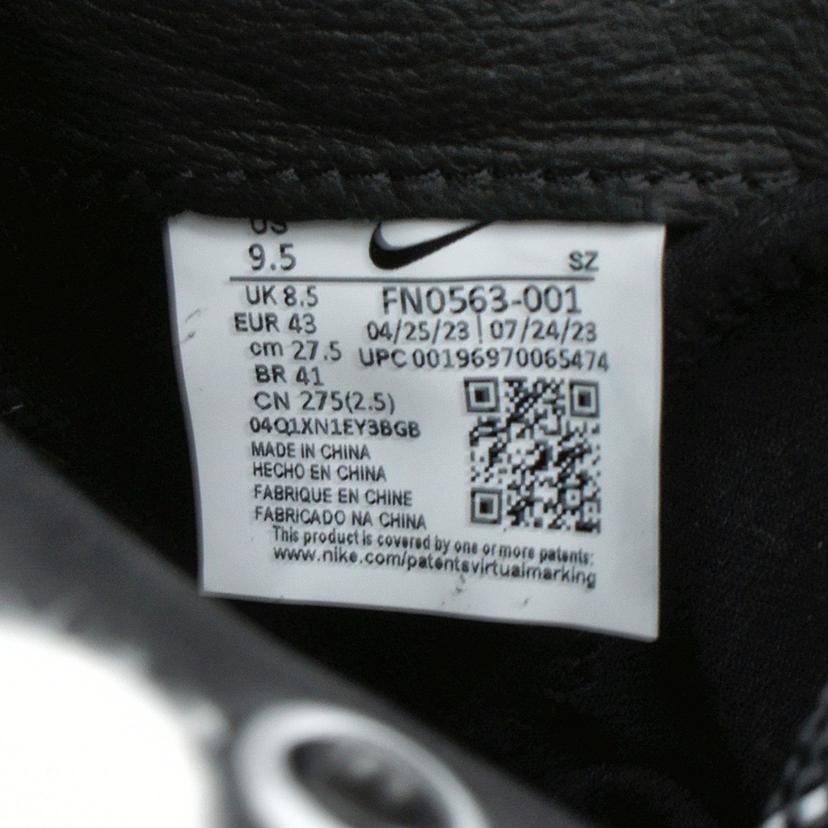 US
9.5
SZ
UK 8.5
FN0563-001
EUR 43
04/25/23 | 07/24/23
cm 27.5
UPC 00196970065474
BR 41
CN 275(2.5)
04Q1XN1EY3BGB
MADE IN CHINA
HECHO EN CHINA
FABRIQUE EN CHINE
FABRICADO NA CHINA
This product is covered by one or more patents:
www.nike.com/patentsvirtualmarking